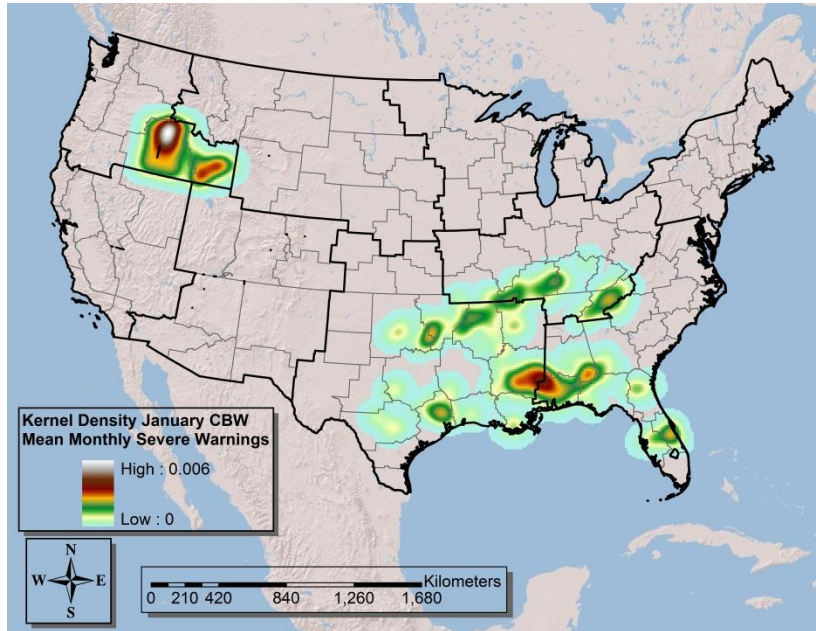 Kernel Density January CBW
Mean Monthly Severe Warnings
High : 0.006
Low : 0
N
W E
S
Kilometers
0 210 420 840 1,260 1,680